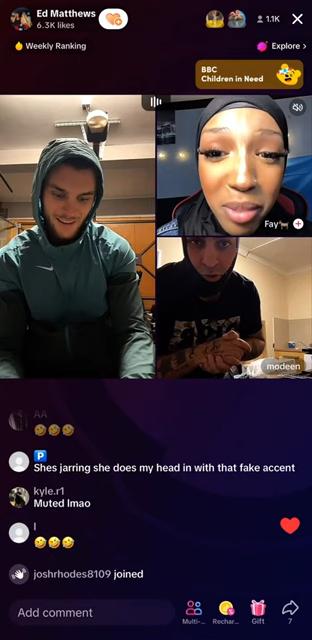 Ed Matthews
6.3K likes
1.1K
Weekly Ranking
Explore >
BBC
Children in Need
Fay🐂
modeen
AA
🤣🤣🤣
🅿️
Shes jarring she does my head in with that fake accent
kyle.r1
Muted lmao
I
🤣🤣🤣
joshrhodes8109 joined
Add comment
Multi-...
Rechar...
Gift
7